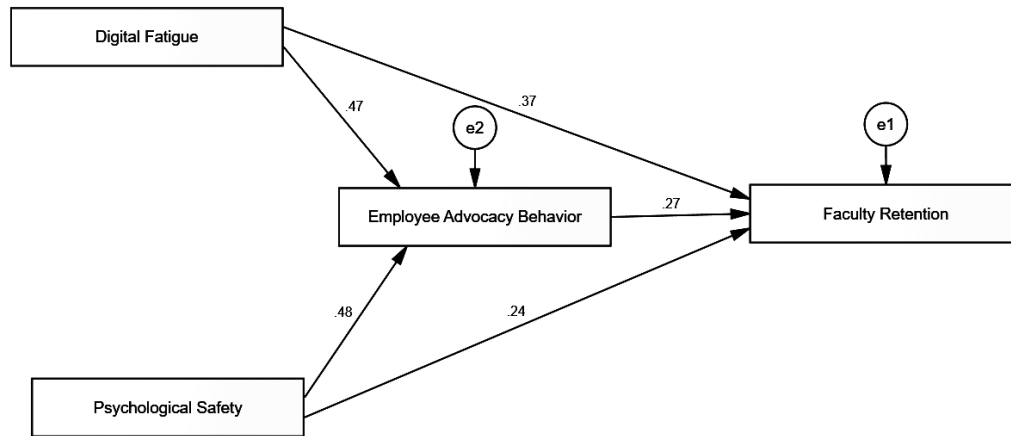 Digital Fatigue
.47
.37
e2
e1
Employee Advocacy Behavior
.27
Faculty Retention
.48
.24
Psychological Safety